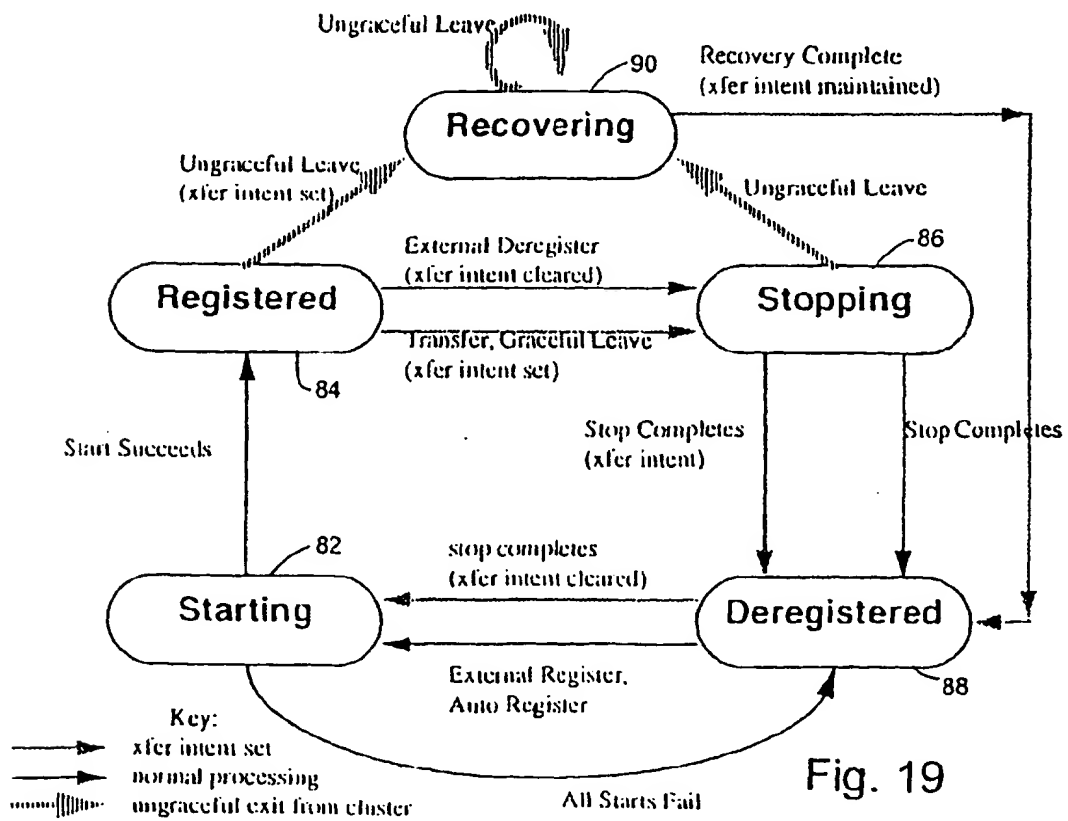 Ungraceful Leave
90
Recovery Complete
(xfer intent maintained)
Recovering
Ungraceful Leave
(xfer intent set)
Ungraceful Leave
External Deregister
(xfer intent cleared)
86
Registered
Stopping
Transfer, Graceful Leave
(xfer intent set)
84
Start Succeeds
Stop Completes
(xfer intent)
Stop Completes
82
stop completes
(xfer intent cleared)
Starting
Deregistered
External Register,
Auto Register
88
Key:
xfer intent set
normal processing
ungraceful exit from cluster
All Starts Fail
Fig. 19